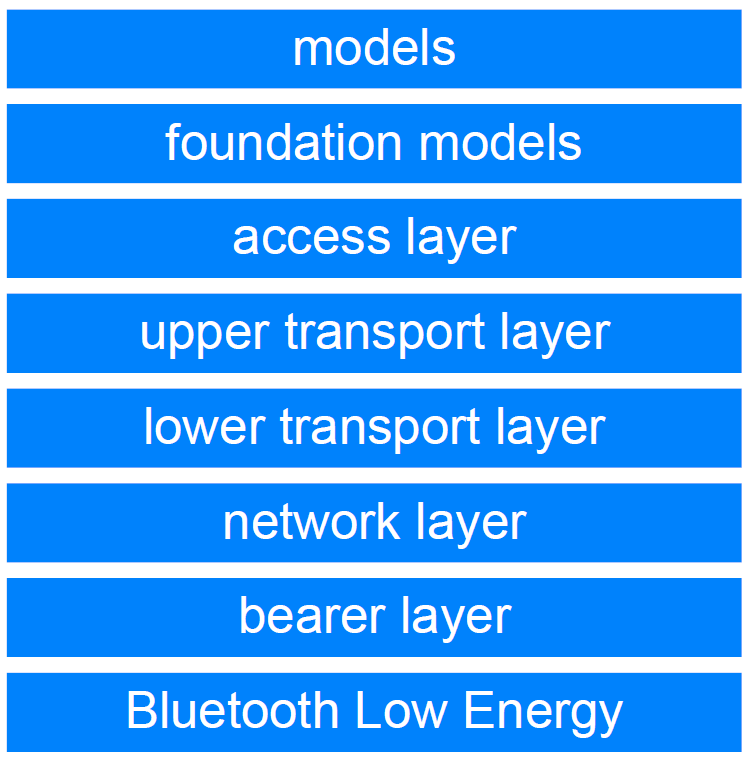 models
foundation models
access layer
upper transport layer
lower transport layer
network layer
bearer layer
Bluetooth Low Energy